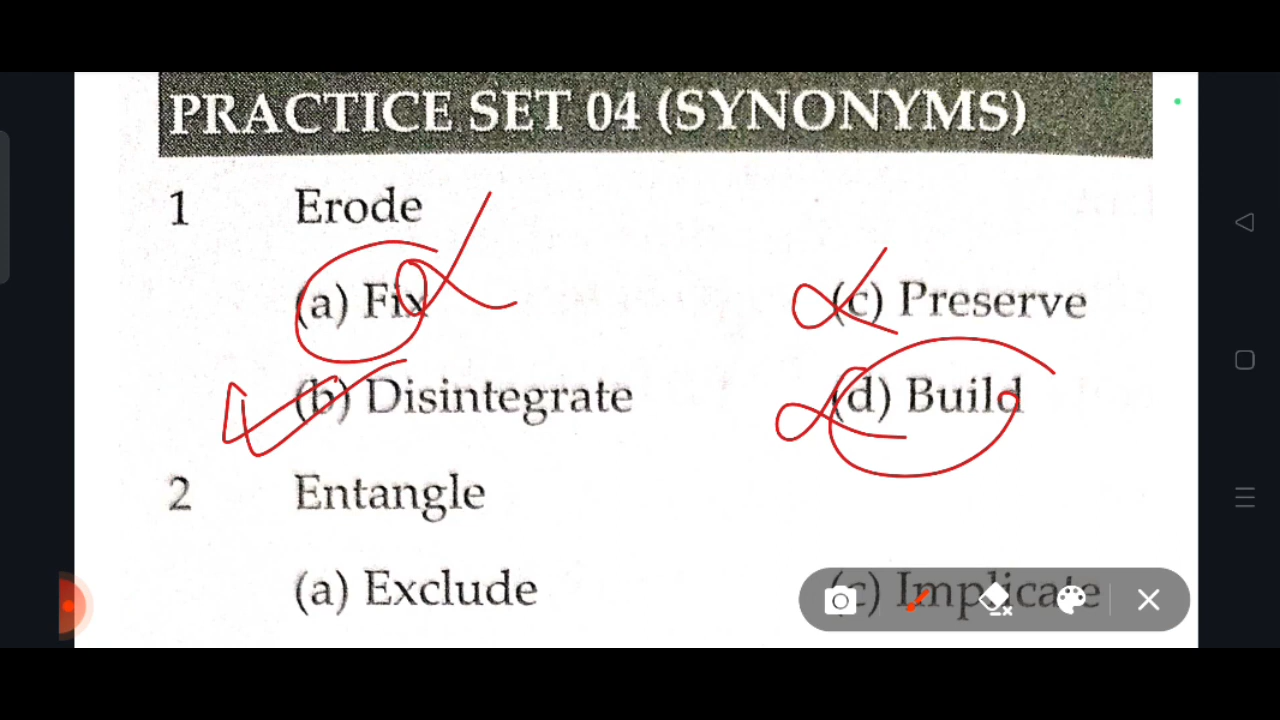 PRACTICE SET 04 (SYNONYMS)
1 Erode
(a) Fix (c) Preserve
(b) Disintegrate (d) Build
2 Entangle
(a) Exclude (c) Implicate